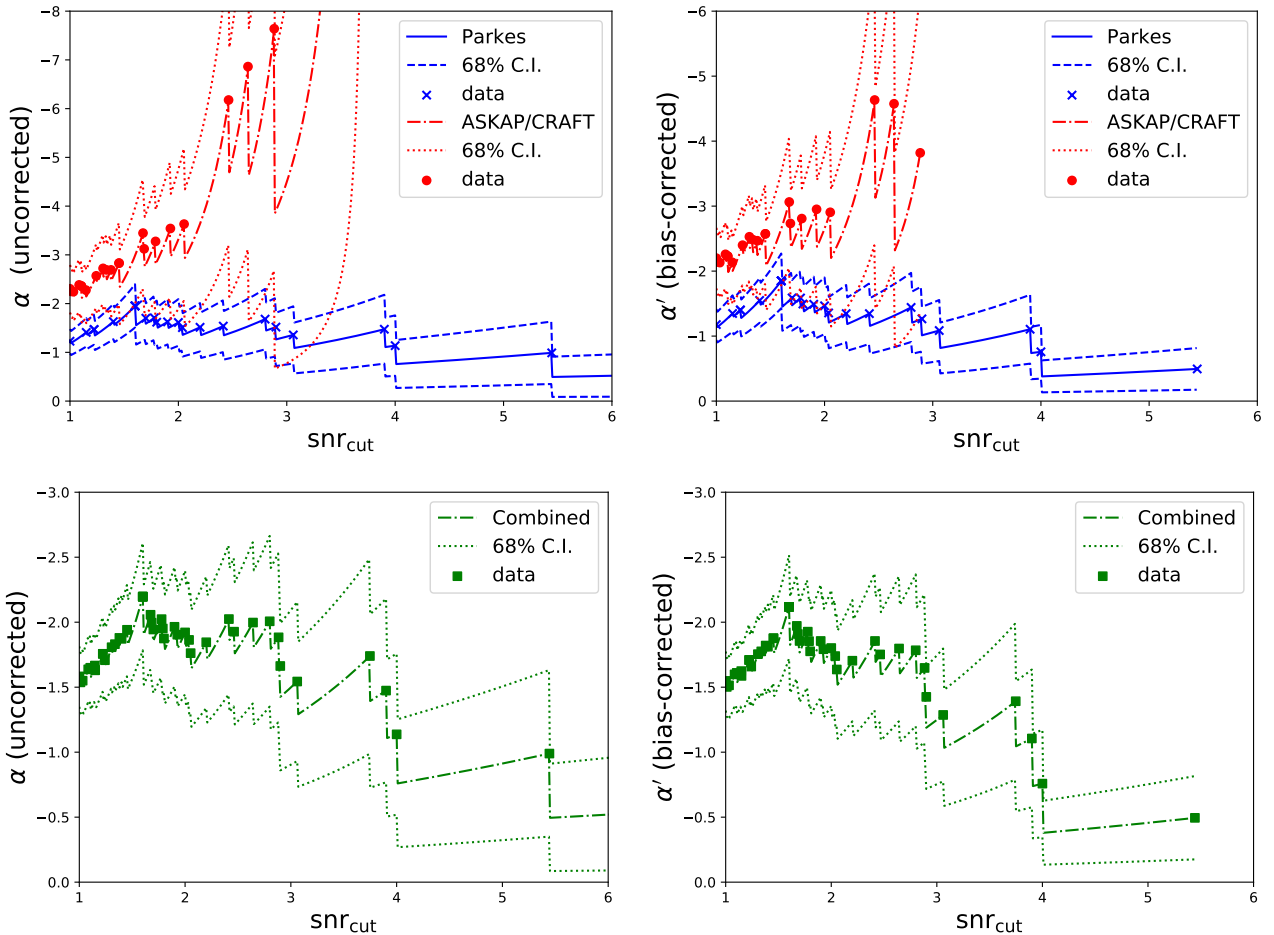 −8
−7
−6
−5
−4
−3
−2
−1
0
1
2
3
4
5
6
α (uncorrected)
snr_cut
Parkes
68% C.I.
data
ASKAP/CRAFT
68% C.I.
data
−6
−5
−4
−3
−2
−1
0
1
2
3
4
5
6
α′ (bias-corrected)
snr_cut
Parkes
68% C.I.
data
ASKAP/CRAFT
68% C.I.
data
−3.0
−2.5
−2.0
−1.5
−1.0
−0.5
0.0
1
2
3
4
5
6
α (uncorrected)
snr_cut
Combined
68% C.I.
data
−3.0
−2.5
−2.0
−1.5
−1.0
−0.5
0.0
1
2
3
4
5
6
α′ (bias-corrected)
snr_cut
Combined
68% C.I.
data